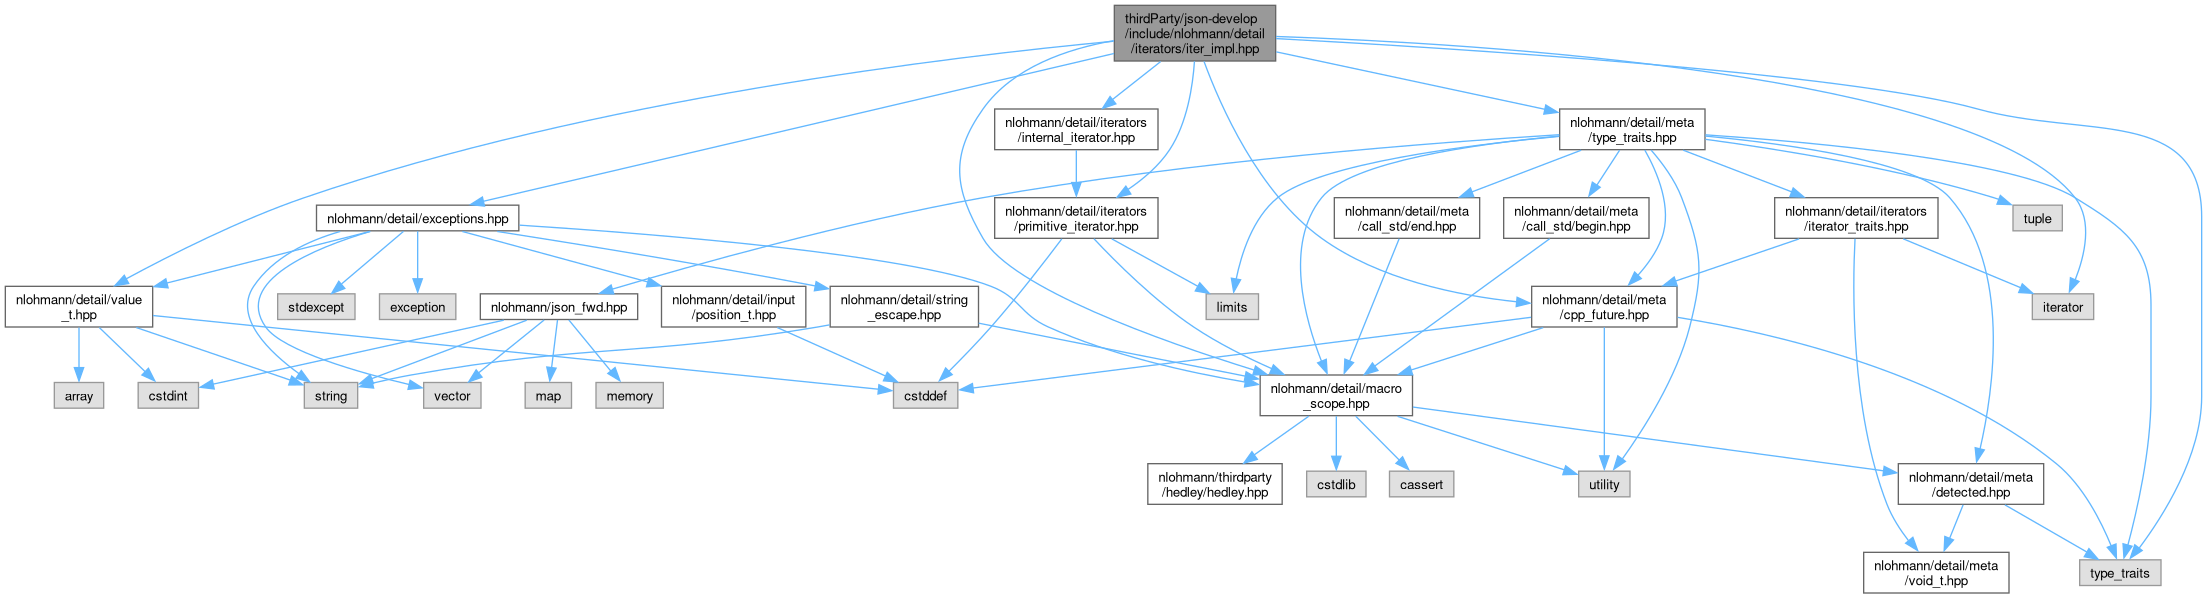 thirdParty/json-develop
/include/nlohmann/detail
/iterators/iter_impl.hpp
nlohmann/detail/iterators
/internal_iterator.hpp
nlohmann/detail/meta
/type_traits.hpp
nlohmann/detail/exceptions.hpp
nlohmann/detail/iterators
/primitive_iterator.hpp
nlohmann/detail/meta
/call_std/end.hpp
nlohmann/detail/meta
/call_std/begin.hpp
nlohmann/detail/iterators
/iterator_traits.hpp
tuple
nlohmann/detail/value
_t.hpp
stdexcept
exception
nlohmann/json_fwd.hpp
nlohmann/detail/input
/position_t.hpp
nlohmann/detail/string
_escape.hpp
limits
nlohmann/detail/meta
/cpp_future.hpp
iterator
array
cstdint
string
vector
map
memory
cstddef
nlohmann/detail/macro
_scope.hpp
nlohmann/thirdparty
/hedley/hedley.hpp
cstdlib
cassert
utility
nlohmann/detail/meta
/detected.hpp
nlohmann/detail/meta
/void_t.hpp
type_traits